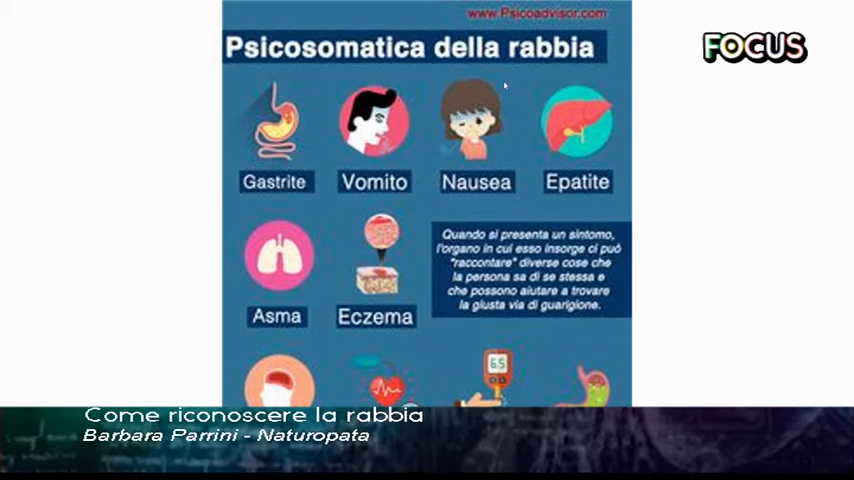 www.Psicoadvisor.com
FOCUS
Psicosomatica della rabbia
Gastrite
Vomito
Nausea
Epatite
Quando si presenta un sintomo,
l'organo in cui esso insorge ci può
"raccontare" diverse cose che
la persona sa di se stessa e
che possono aiutare a trovare
la giusta via di guarigione.
Asma
Eczema
6.5
Come riconoscere la rabbia
Barbara Parrini - Naturopata